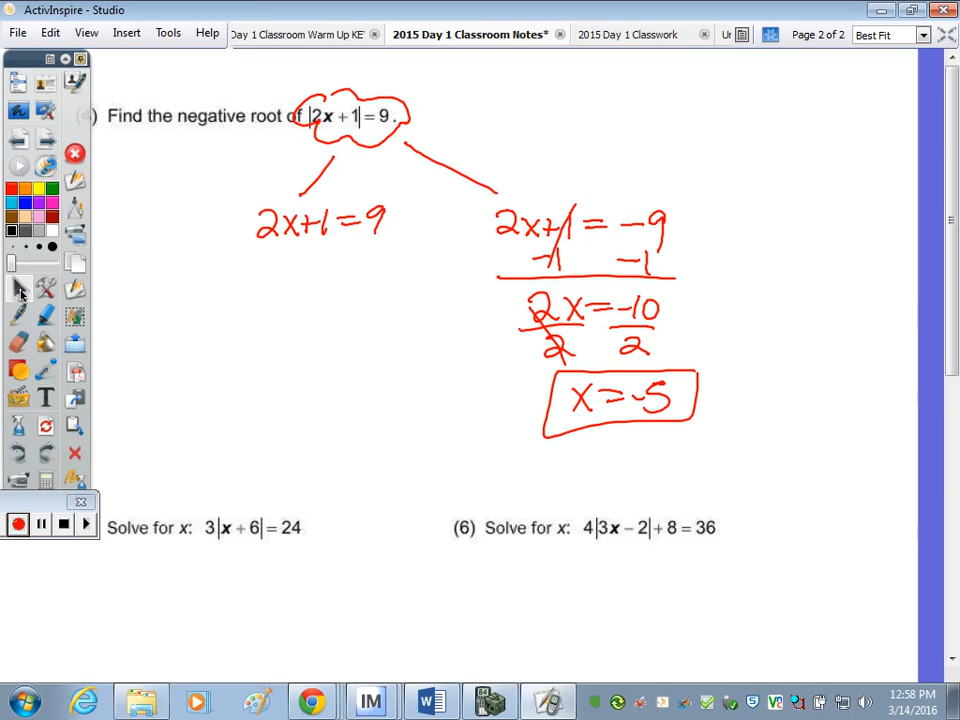 ActivInspire - Studio
File Edit View Insert Tools Help Day 1 Classroom Warm Up KE 2015 Day 1 Classroom Notes* 2015 Day 1 Classwork Ur Page 2 of 2 Best Fit
(4) Find the negative root of |2x + 1| = 9.
2x+1=9 2x+1 = -9
-1 -1
2x=-10
2 2
x=-5
Solve for x: 3|x + 6| = 24 (6) Solve for x: 4|3x − 2| + 8 = 36
IM
12:58 PM
3/14/2016